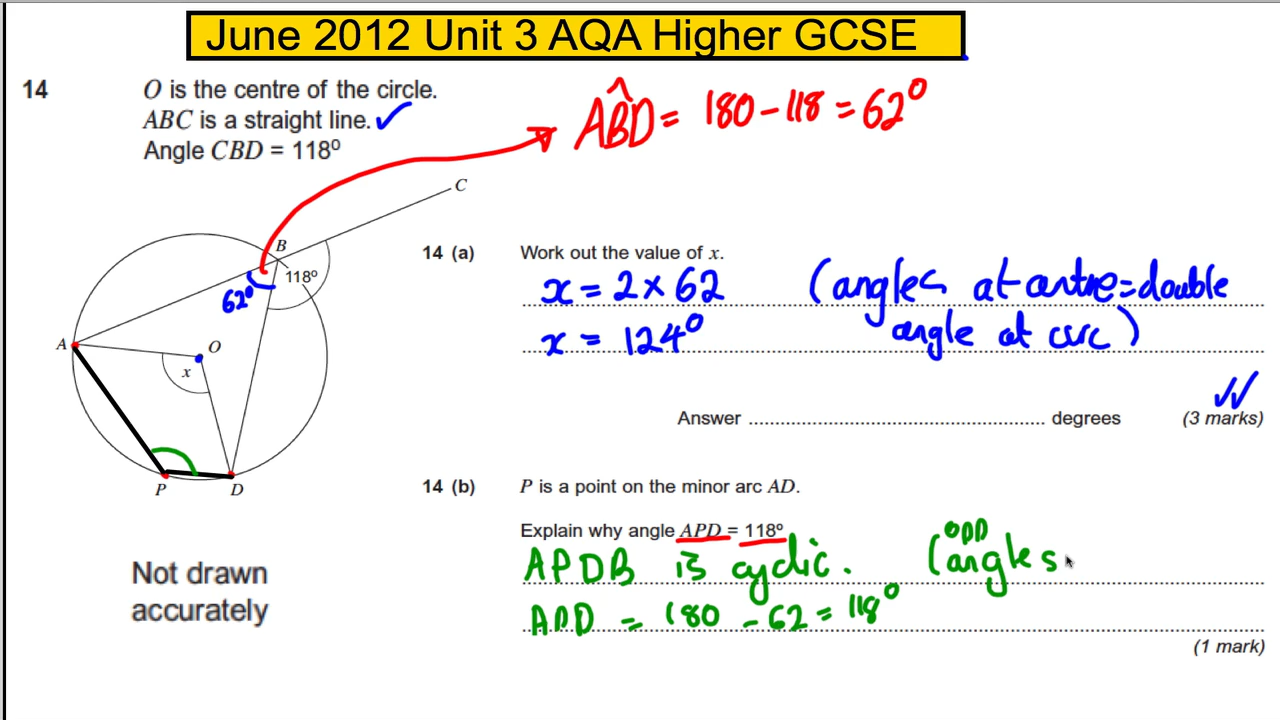 June 2012 Unit 3 AQA Higher GCSE
14
O is the centre of the circle.
ABC is a straight line. ✓
Angle CBD = 118°
AB̂D = 180 - 118 = 62°
C
B
118°
62°
A
O
x
P
D
Not drawn
accurately
14 (a) Work out the value of x.
x = 2 × 62 (angles at centre = double
x = 124° angle at circ)
Answer .................................................... degrees (3 marks)
14 (b) P is a point on the minor arc AD.
Explain why angle APD = 118°
APDB is cyclic. (opp angles
APD = 180 - 62 = 118°
(1 mark)